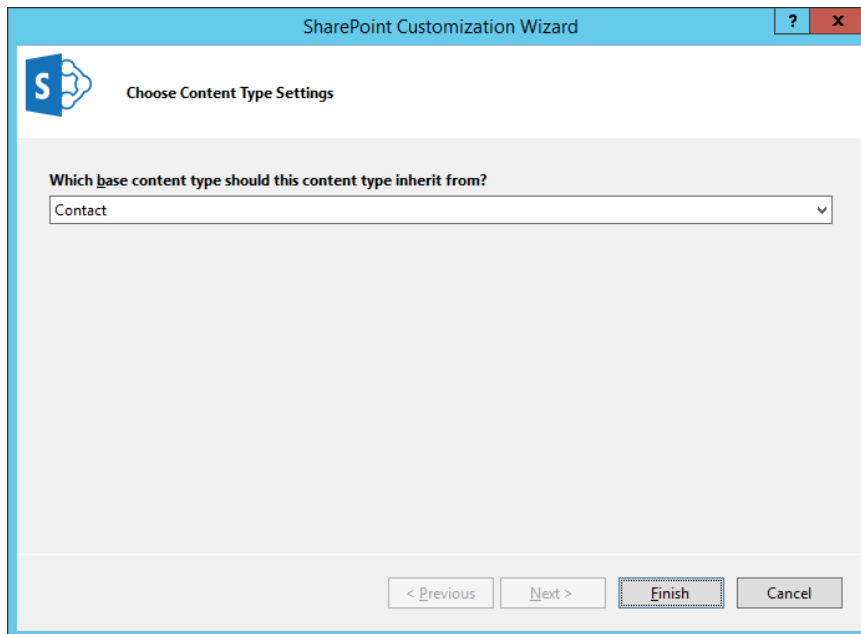 SharePoint Customization Wizard
? x
S
Choose Content Type Settings
Which base content type should this content type inherit from?
Contact
< Previous Next > Finish Cancel